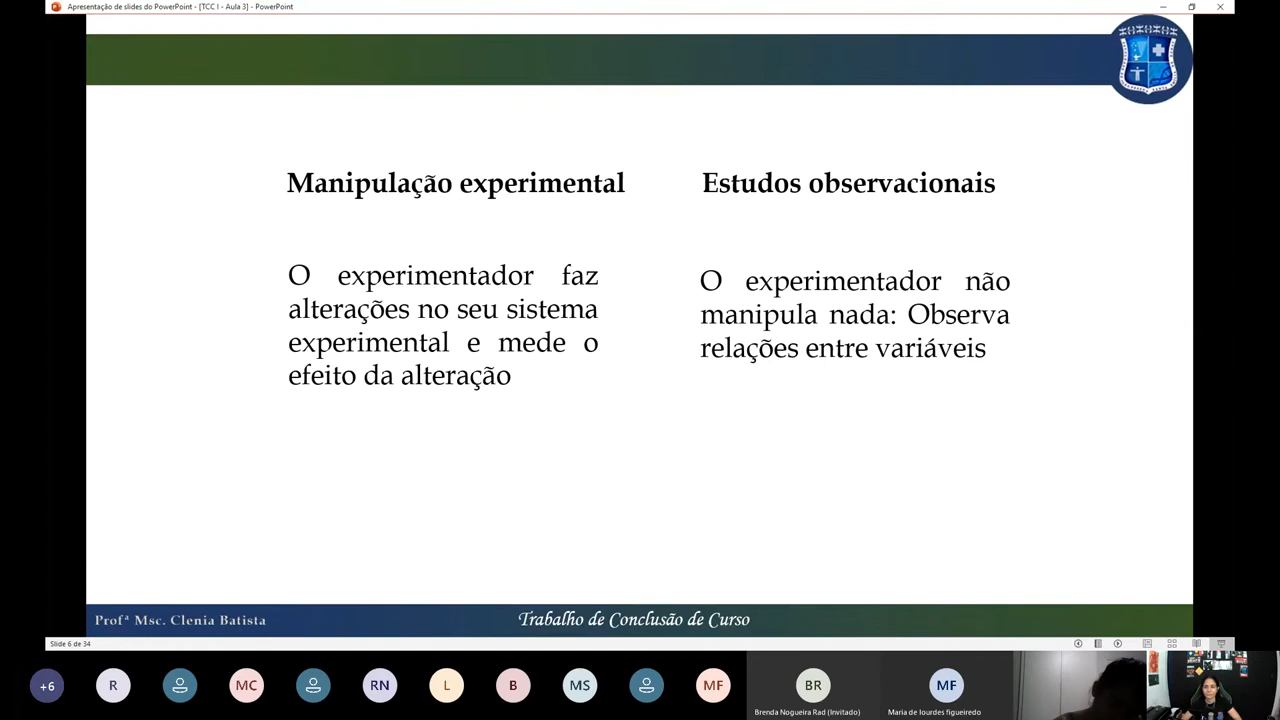 Apresentação de slides do PowerPoint - [TCC I - Aula 3] - PowerPoint
Manipulação experimental
O experimentador faz
alterações no seu sistema
experimental e mede o
efeito da alteração
Estudos observacionais
O experimentador não
manipula nada: Observa
relações entre variáveis
Profª Msc. Clenia Batista
Trabalho de Conclusão de Curso
Slide 6 de 34
+6
R
MC
RN
L
B
MS
MF
BR
Brenda Nogueira Rad (Invitado)
MF
Maria de lourdes figueiredo